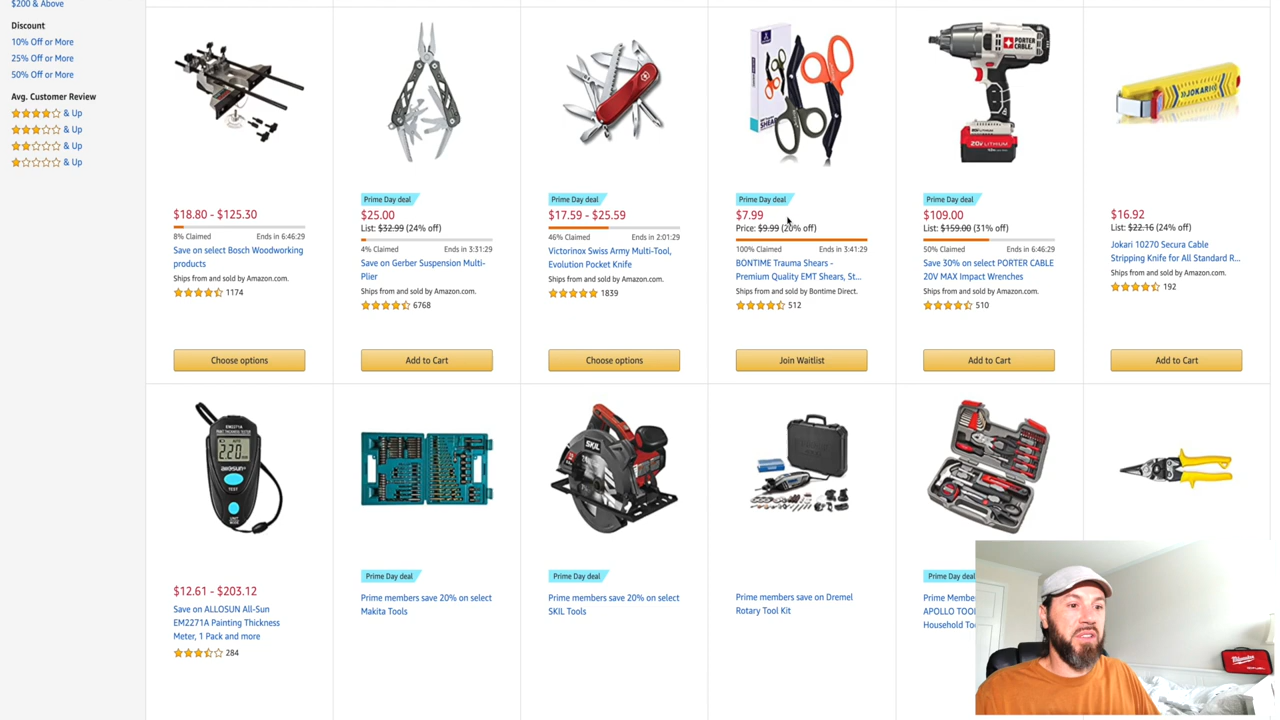 $200 & Above
Discount
10% Off or More
25% Off or More
50% Off or More
Avg. Customer Review
& Up
& Up
& Up
& Up
$18.80 - $125.30
8% Claimed Ends in 6:46:29
Save on select Bosch Woodworking
products
Ships from and sold by Amazon.com.
1174
Choose options
Prime Day deal
$25.00
List: $32.99 (24% off)
4% Claimed Ends in 3:31:29
Save on Gerber Suspension Multi-
Plier
Ships from and sold by Amazon.com.
6768
Add to Cart
Prime Day deal
$17.59 - $25.59
46% Claimed Ends in 2:01:29
Victorinox Swiss Army Multi-Tool,
Evolution Pocket Knife
Ships from and sold by Amazon.com.
1839
Choose options
Prime Day deal
$7.99
Price: $9.99 (20% off)
100% Claimed Ends in 3:41:29
BONTIME Trauma Shears -
Premium Quality EMT Shears, St...
Ships from and sold by Bontime Direct.
512
Join Waitlist
PORTER
CABLE
20V LITHIUM
Prime Day deal
$109.00
List: $159.00 (31% off)
50% Claimed Ends in 6:46:29
Save 30% on select PORTER CABLE
20V MAX Impact Wrenches
Ships from and sold by Amazon.com.
510
Add to Cart
JOKARI
$16.92
List: $22.16 (24% off)
Jokari 10270 Secura Cable
Stripping Knife for All Standard R...
Ships from and sold by Amazon.com.
192
Add to Cart
EM2271A
220
allosun
TEST
$12.61 - $203.12
Save on ALLOSUN All-Sun
EM2271A Painting Thickness
Meter, 1 Pack and more
284
Prime Day deal
Prime members save 20% on select
Makita Tools
SKIL
Prime Day deal
Prime members save 20% on select
SKIL Tools
Prime members save on Dremel
Rotary Tool Kit
Prime Day deal
Prime Membe
APOLLO TOO
Household To
Milwaukee